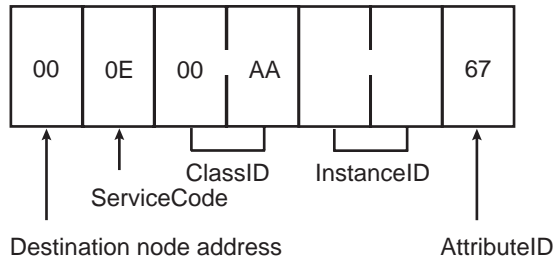 00 0E 00 AA 67
ClassID InstanceID
ServiceCode
Destination node address AttributeID